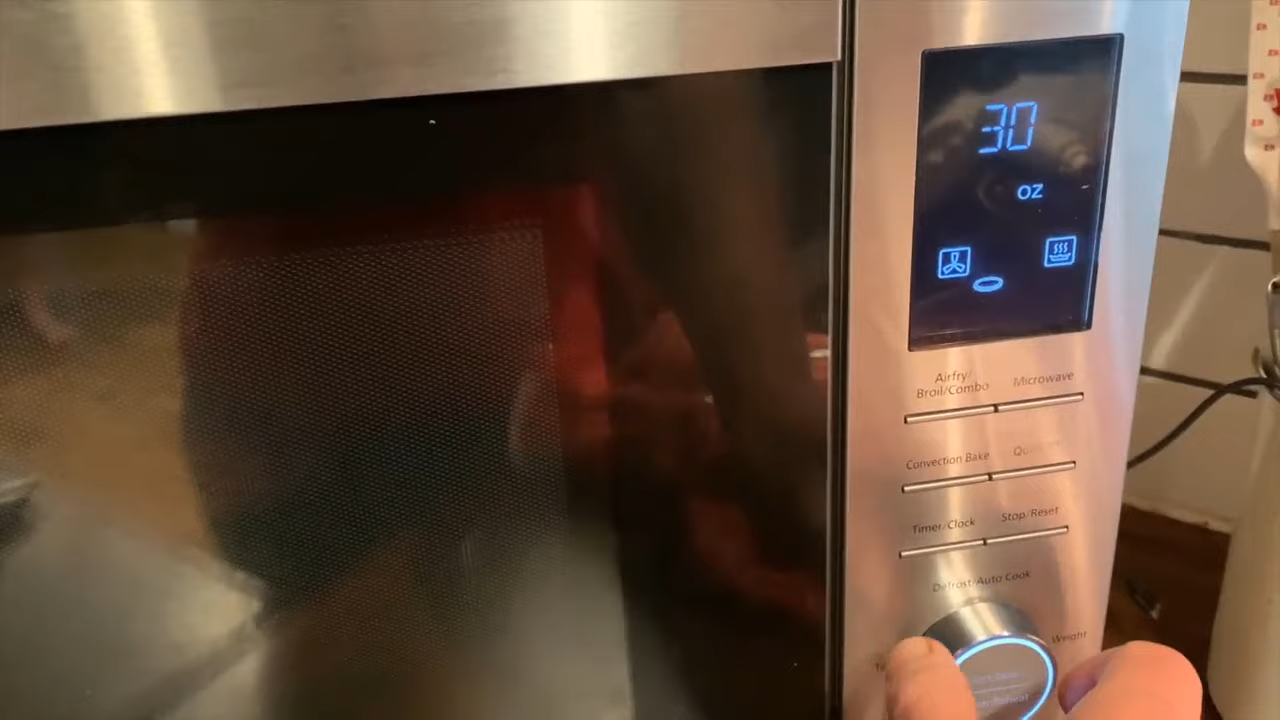 30
oz
Airfry/
Broil/Combo
Microwave
Convection Bake
Timer/Clock
Stop/Reset
Defrost/Auto Cook
Weight